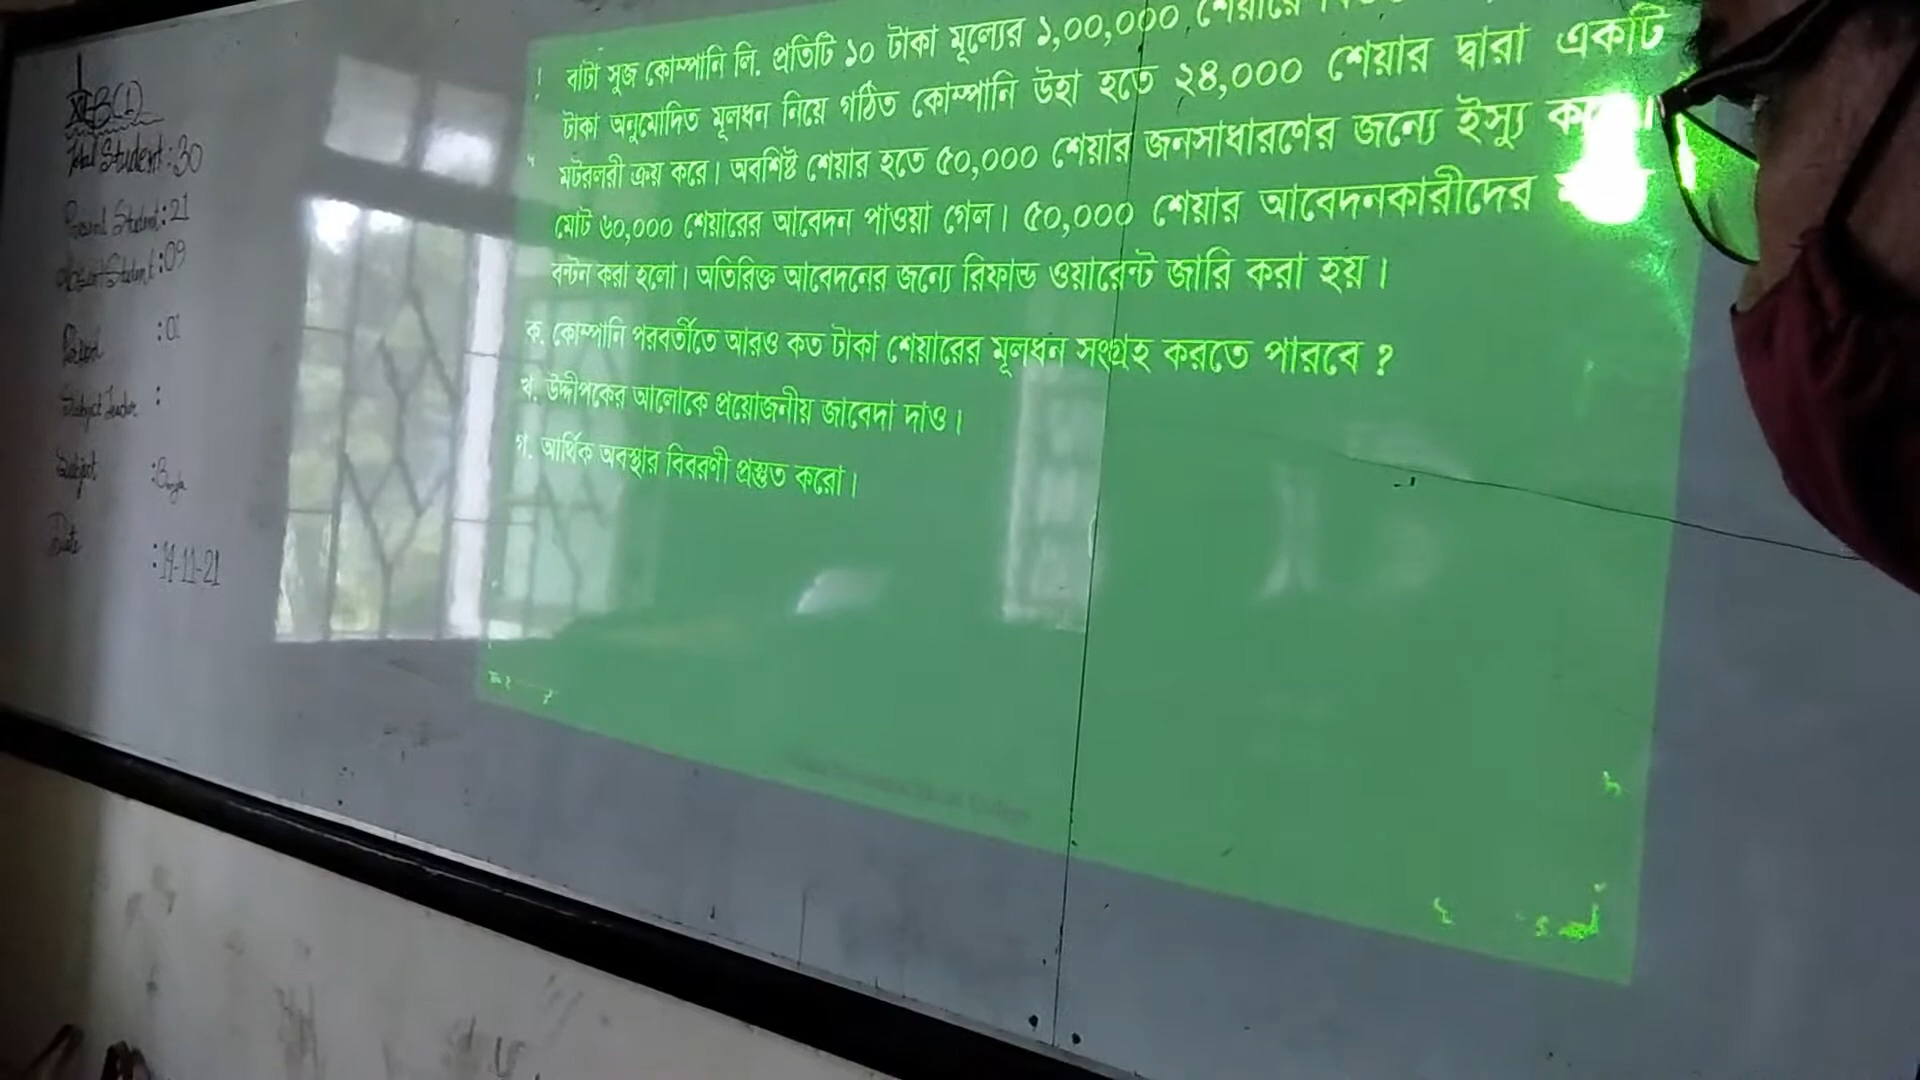 Total Student : 30
Present Student : 21
Absent Student : 09
Period : 01
Subject Teacher :
Subject :
Date : 14-11-21
বাটা সুজ কোম্পানি লি. প্রতিটি ১০ টাকা মূল্যের ১,০০,০০০ শেয়ারে
টাকা অনুমোদিত মূলধন নিয়ে গঠিত কোম্পানি উহা হতে ২৪,০০০ শেয়ার দ্বারা একটি
মটরলরী ক্রয় করে। অবশিষ্ট শেয়ার হতে ৫০,০০০ শেয়ার জনসাধারণের জন্যে ইস্যু
মোট ৬০,০০০ শেয়ারের আবেদন পাওয়া গেল। ৫০,০০০ শেয়ার আবেদনকারীদের
বন্টন করা হলো। অতিরিক্ত আবেদনের জন্যে রিফান্ড ওয়ারেন্ট জারি করা হয়।
ক. কোম্পানি পরবর্তীতে আরও কত টাকা শেয়ারের মূলধন সংগ্রহ করতে পারবে ?
খ. উদ্দীপকের আলোকে প্রয়োজনীয় জাবেদা দাও।
গ. আর্থিক অবস্থার বিবরণী প্রস্তুত করো।